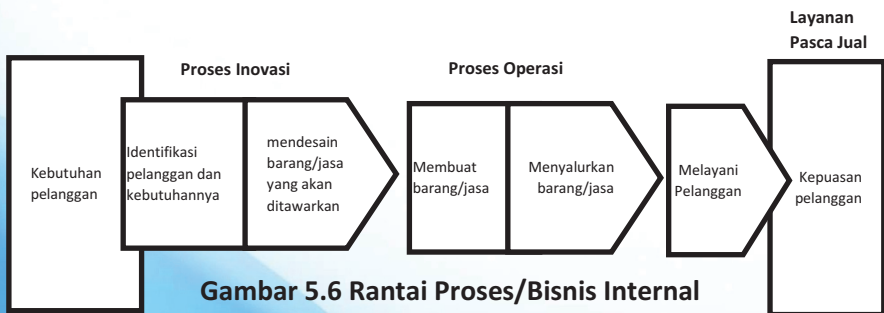 Layanan
Pasca Jual
Proses Inovasi
Proses Operasi
Kebutuhan
pelanggan
Identifikasi
pelanggan dan
kebutuhannya
mendesain
barang/jasa
yang akan
ditawarkan
Membuat
barang/jasa
Menyalurkan
barang/jasa
Melayani
Pelanggan
Kepuasan
pelanggan
Gambar 5.6 Rantai Proses/Bisnis Internal